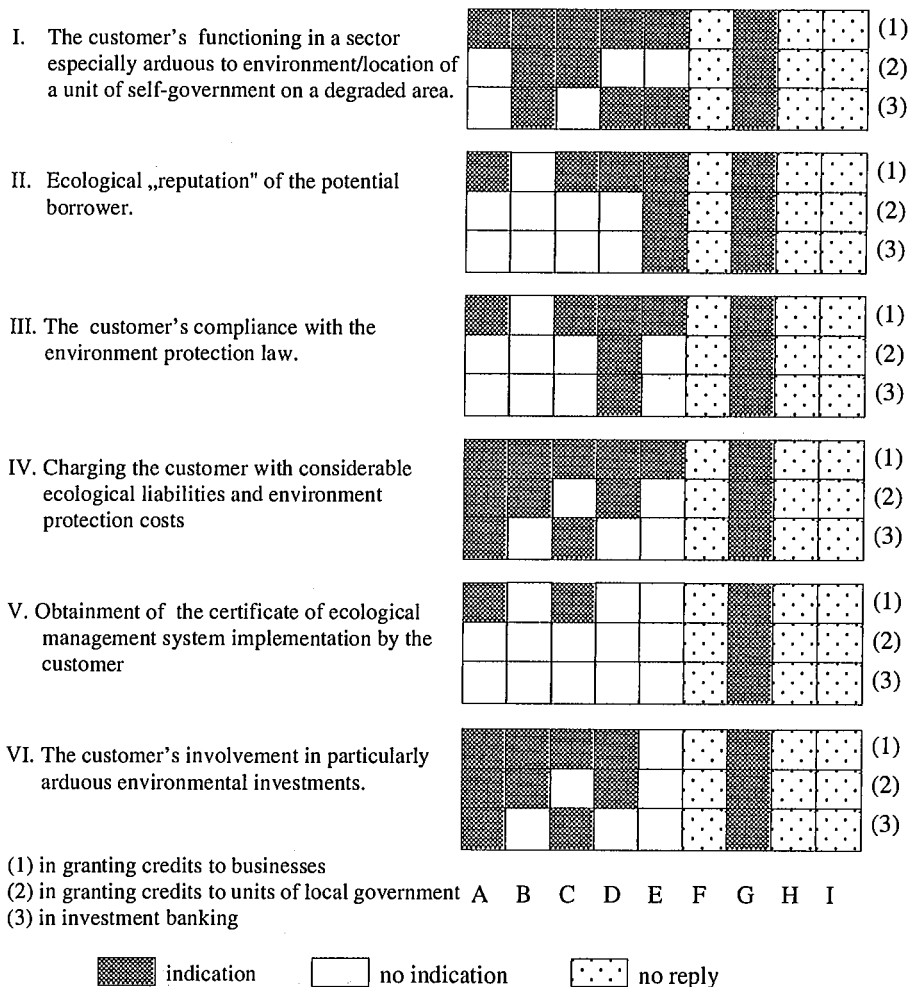 I. The customer's functioning in a sector (1)
especially arduous to environment/location of (2)
a unit of self-government on a degraded area. (3)
II. Ecological „reputation" of the potential (1)
borrower. (2)
(3)
III. The customer's compliance with the (1)
environment protection law. (2)
(3)
IV. Charging the customer with considerable (1)
ecological liabilities and environment (2)
protection costs (3)
V. Obtainment of the certificate of ecological (1)
management system implementation by the (2)
customer (3)
VI. The customer's involvement in particularly (1)
arduous environmental investments. (2)
(3)
(1) in granting credits to businesses
(2) in granting credits to units of local government A B C D E F G H I
(3) in investment banking
indication no indication no reply